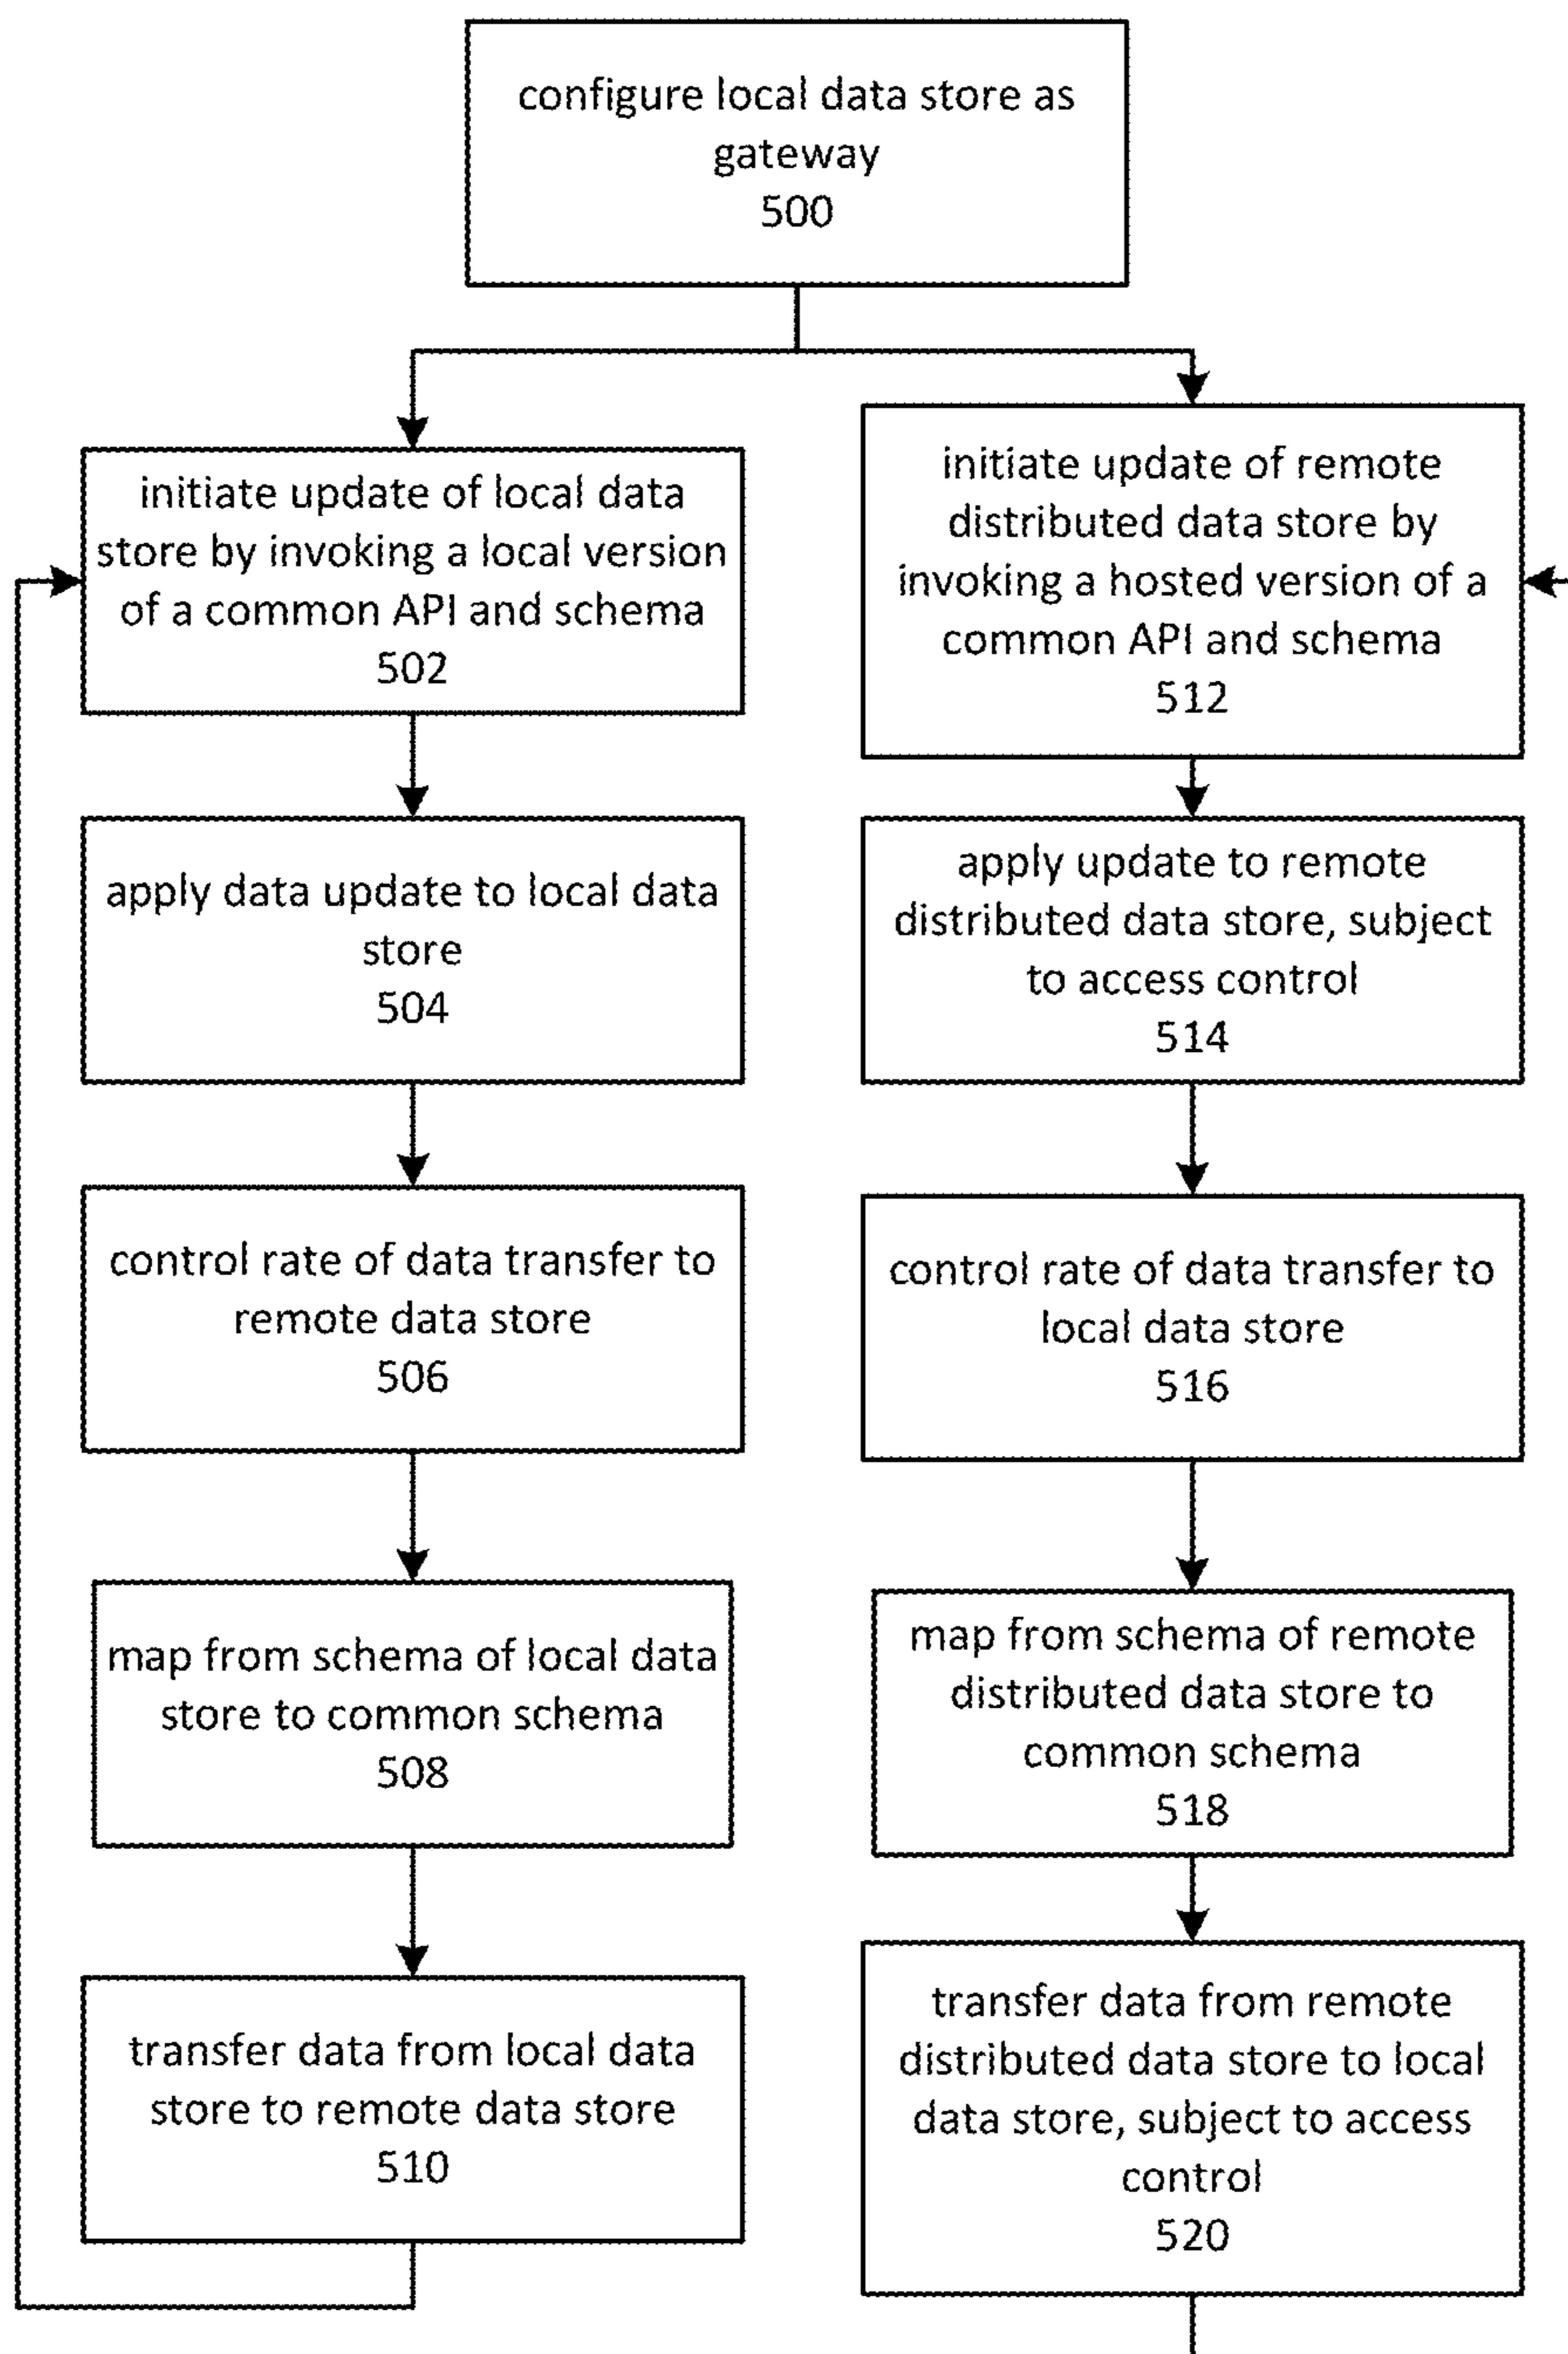 configure local data store as
gateway
500
initiate update of local data
store by invoking a local version
of a common API and schema
502
apply data update to local data
store
504
control rate of data transfer to
remote data store
506
map from schema of local data
store to common schema
508
transfer data from local data
store to remote data store
510
initiate update of remote
distributed data store by
invoking a hosted version of a
common API and schema
512
apply update to remote
distributed data store, subject
to access control
514
control rate of data transfer to
local data store
516
map from schema of remote
distributed data store to
common schema
518
transfer data from remote
distributed data store to local
data store, subject to access
control
520